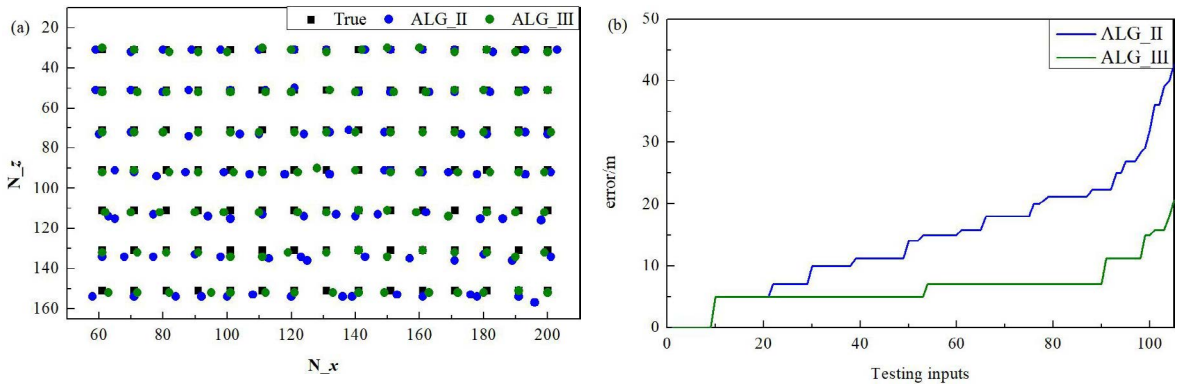 (a)
True ALG_II ALG_III
20
40
60
80
100
120
140
160
N_z
60 80 100 120 140 160 180 200
N_x
(b)
ALG_II
ALG_III
50
40
30
20
10
0
error/m
0 20 40 60 80 100
Testing inputs